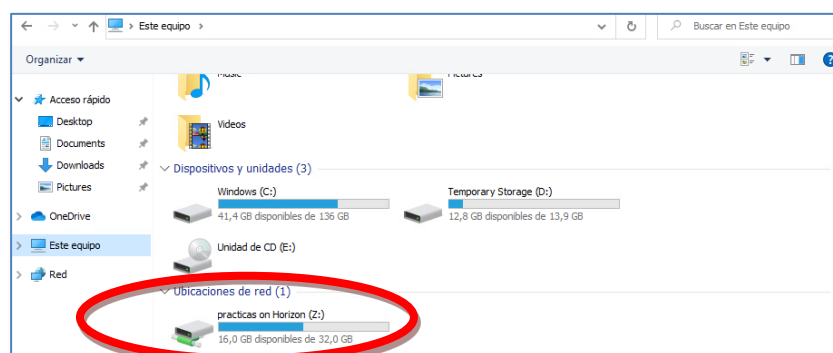 Este equipo
Buscar en Este equipo
Organizar
Music
Pictures
Acceso rápido
Desktop
Documents
Downloads
Pictures
OneDrive
Este equipo
Red
Videos
Dispositivos y unidades (3)
Windows (C:)
41,4 GB disponibles de 136 GB
Temporary Storage (D:)
12,8 GB disponibles de 13,9 GB
Unidad de CD (E:)
Ubicaciones de red (1)
practicas on Horizon (Z:)
16,0 GB disponibles de 32,0 GB